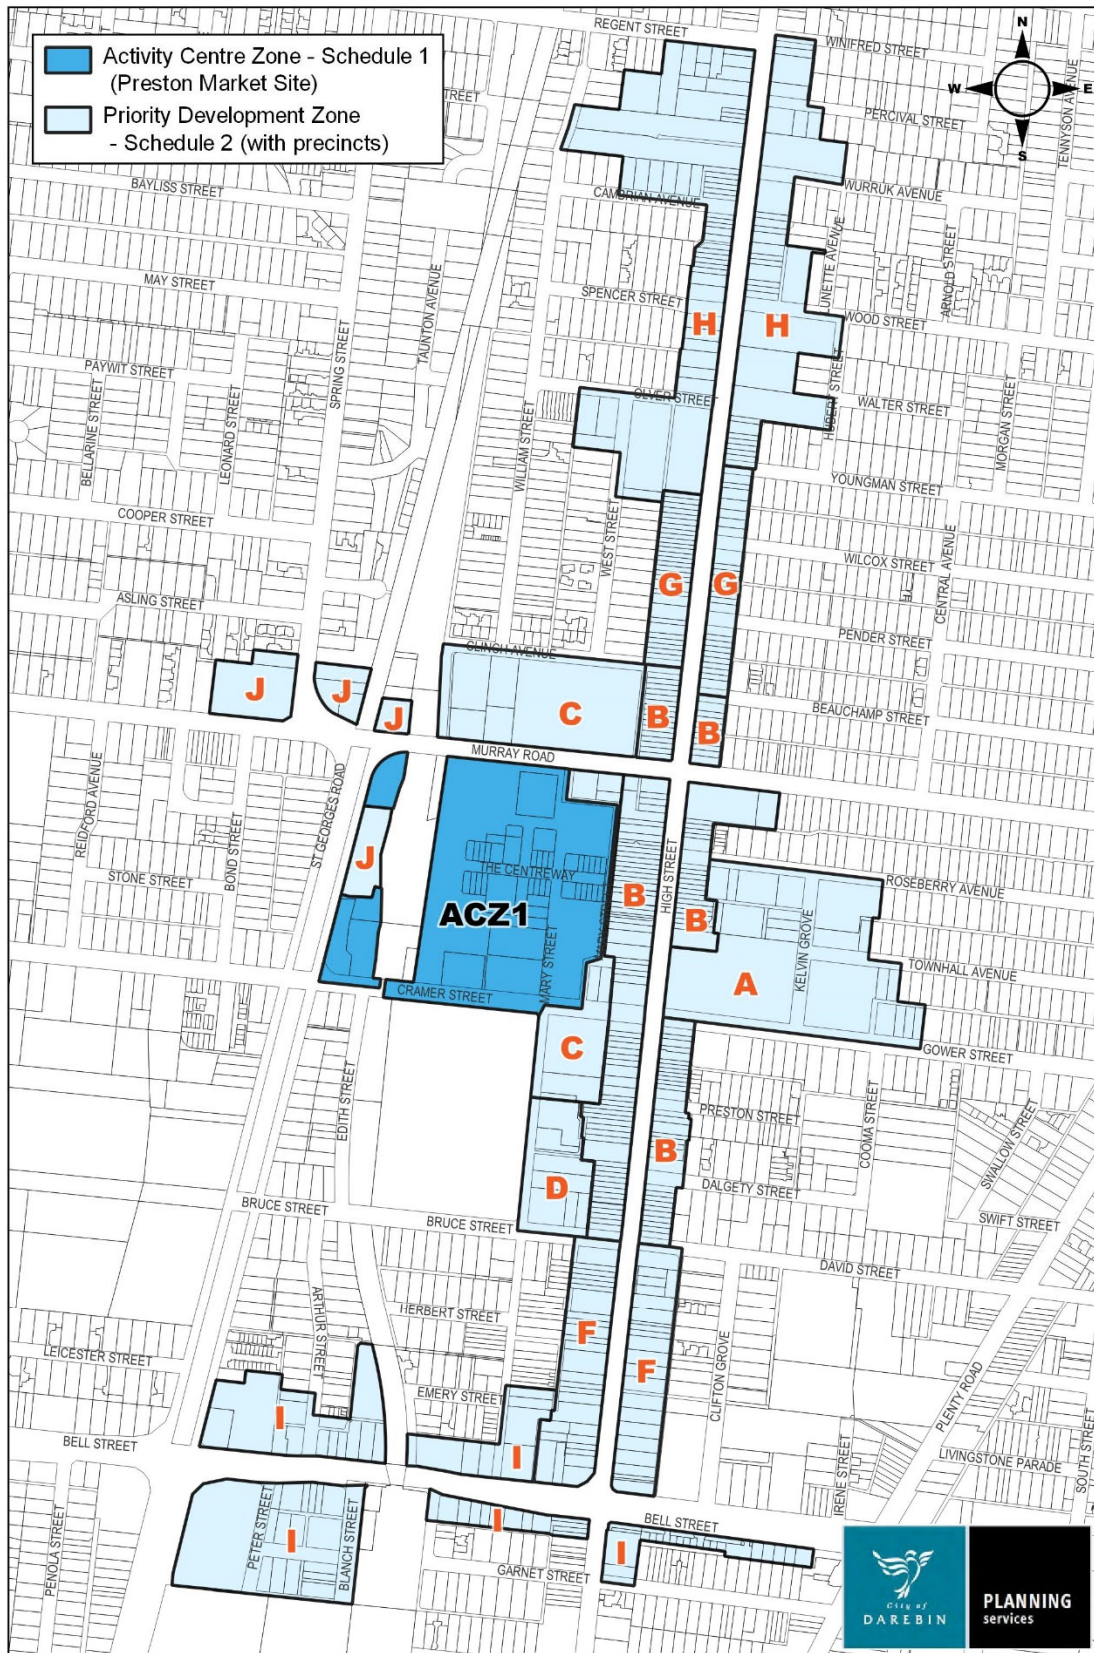 REGENT STREET
WINIFRED STREET
N
W
E
S
Activity Centre Zone - Schedule 1
(Preston Market Site)
Priority Development Zone
- Schedule 2 (with precincts)
STREET
PERCIVAL STREET
TENNYSON AVENUE
BAYLISS STREET
CAMBRIAN AVENUE
WURRUK AVENUE
MAY STREET
TAUNTON AVENUE
SPENCER STREET
ARNOLD STREET
H
H
WOOD STREET
SPRING STREET
PAYWIT STREET
BELLARINE STREET
LEONARD STREET
OLVER STREET
WALTER STREET
HUBERT STREET
MORGAN STREET
WILLIAM STREET
YOUNGMAN STREET
COOPER STREET
WEST STREET
WILCOX STREET
CENTRAL AVENUE
G
G
ASLING STREET
PENDER STREET
CLINCH AVENUE
J
J
J
C
B
B
BEAUCHAMP STREET
MURRAY ROAD
REIDFORD AVENUE
BOND STREET
ST GEORGES ROAD
J
STONE STREET
THE CENTREWAY
HIGH STREET
ROSEBERRY AVENUE
B
B
ACZ1
MARY STREET
KELVIN GROVE
TOWNHALL AVENUE
A
CRAMER STREET
C
GOWER STREET
EDITH STREET
PRESTON STREET
COOMA STREET
SWALLOW STREET
B
D
DALGETY STREET
BRUCE STREET
BRUCE STREET
SWIFT STREET
DAVID STREET
ARTHUR STREET
HERBERT STREET
F
F
LEICESTER STREET
CLIFTON GROVE
PLENTY ROAD
EMERY STREET
I
I
BELL STREET
LIVINGSTONE PARADE
IRENE STREET
SOUTH STREET
PENOLA STREET
PETER STREET
BLANCH STREET
I
I
BELL STREET
I
GARNET STREET
City of
DAREBIN
PLANNING
services